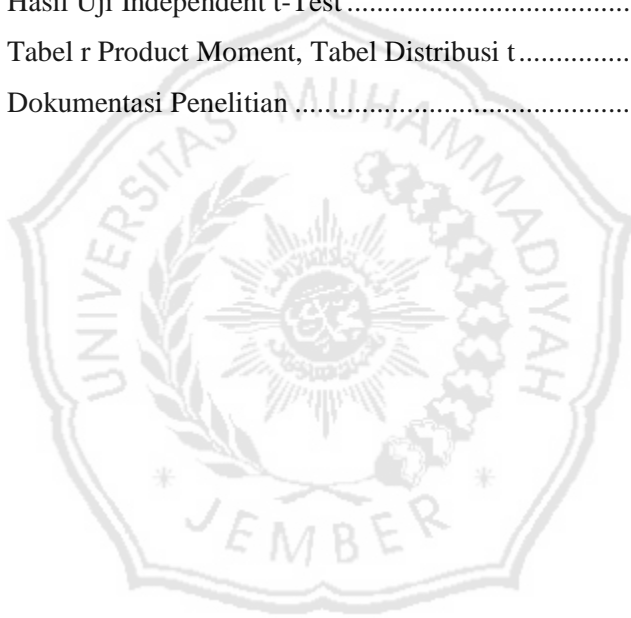 Hasil Uji Independent t-Test ....................................
Tabel r Product Moment, Tabel Distribusi t ...............
Dokumentasi Penelitian ..........................................
UNIVERSITAS MUHAMMADIYAH
JEMBER